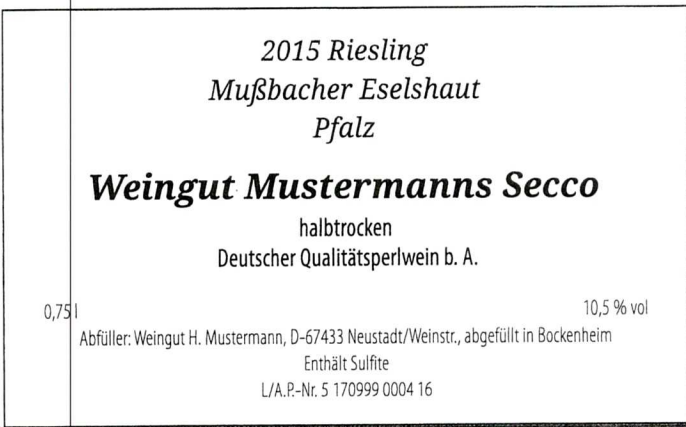 2015 Riesling
Mußbacher Eselshaut
Pfalz
Weingut Mustermanns Secco
halbtrocken
Deutscher Qualitätsperlwein b. A.
0,75 l 10,5 % vol
Abfüller: Weingut H. Mustermann, D-67433 Neustadt/Weinstr., abgefüllt in Bockenheim
Enthält Sulfite
L/A.P.-Nr. 5 170999 0004 16